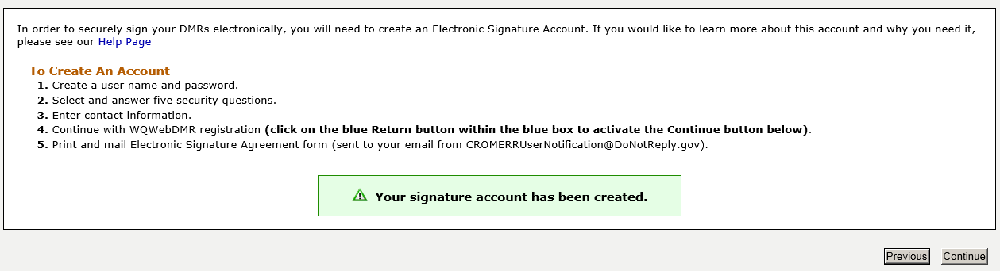 In order to securely sign your DMRs electronically, you will need to create an Electronic Signature Account. If you would like to learn more about this account and why you need it,
please see our Help Page
To Create An Account
1. Create a user name and password.
2. Select and answer five security questions.
3. Enter contact information.
4. Continue with WQWebDMR registration (click on the blue Return button within the blue box to activate the Continue button below).
5. Print and mail Electronic Signature Agreement form (sent to your email from CROMERRUserNotification@DoNotReply.gov).
Your signature account has been created.
Previous Continue